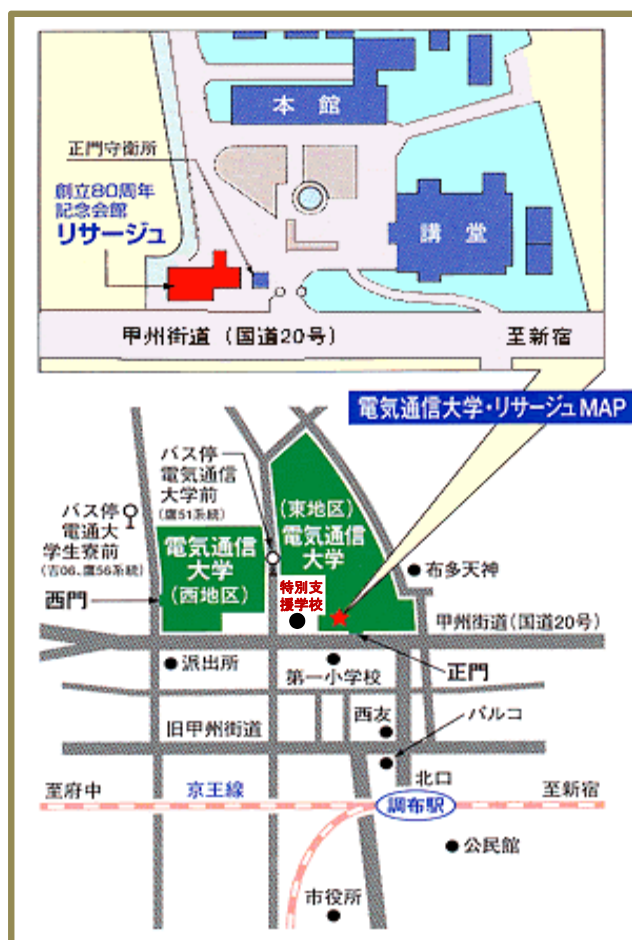 本館
正門守衛所
創立80周年
記念会館
リサージュ
講堂
甲州街道（国道20号）
至新宿
電気通信大学・リサージュMAP
バス停
電気通信
大学前
（鷹51系統）
バス停
電通大
学生寮前
（吉06、鷹56系統）
（東地区）
電気通信
大学
電気通信
大学
（西地区）
特別支
援学校
布多天神
西門
甲州街道（国道20号）
派出所
第一小学校
正門
西友
パルコ
旧甲州街道
北口
至府中
京王線
調布駅
至新宿
公民館
市役所